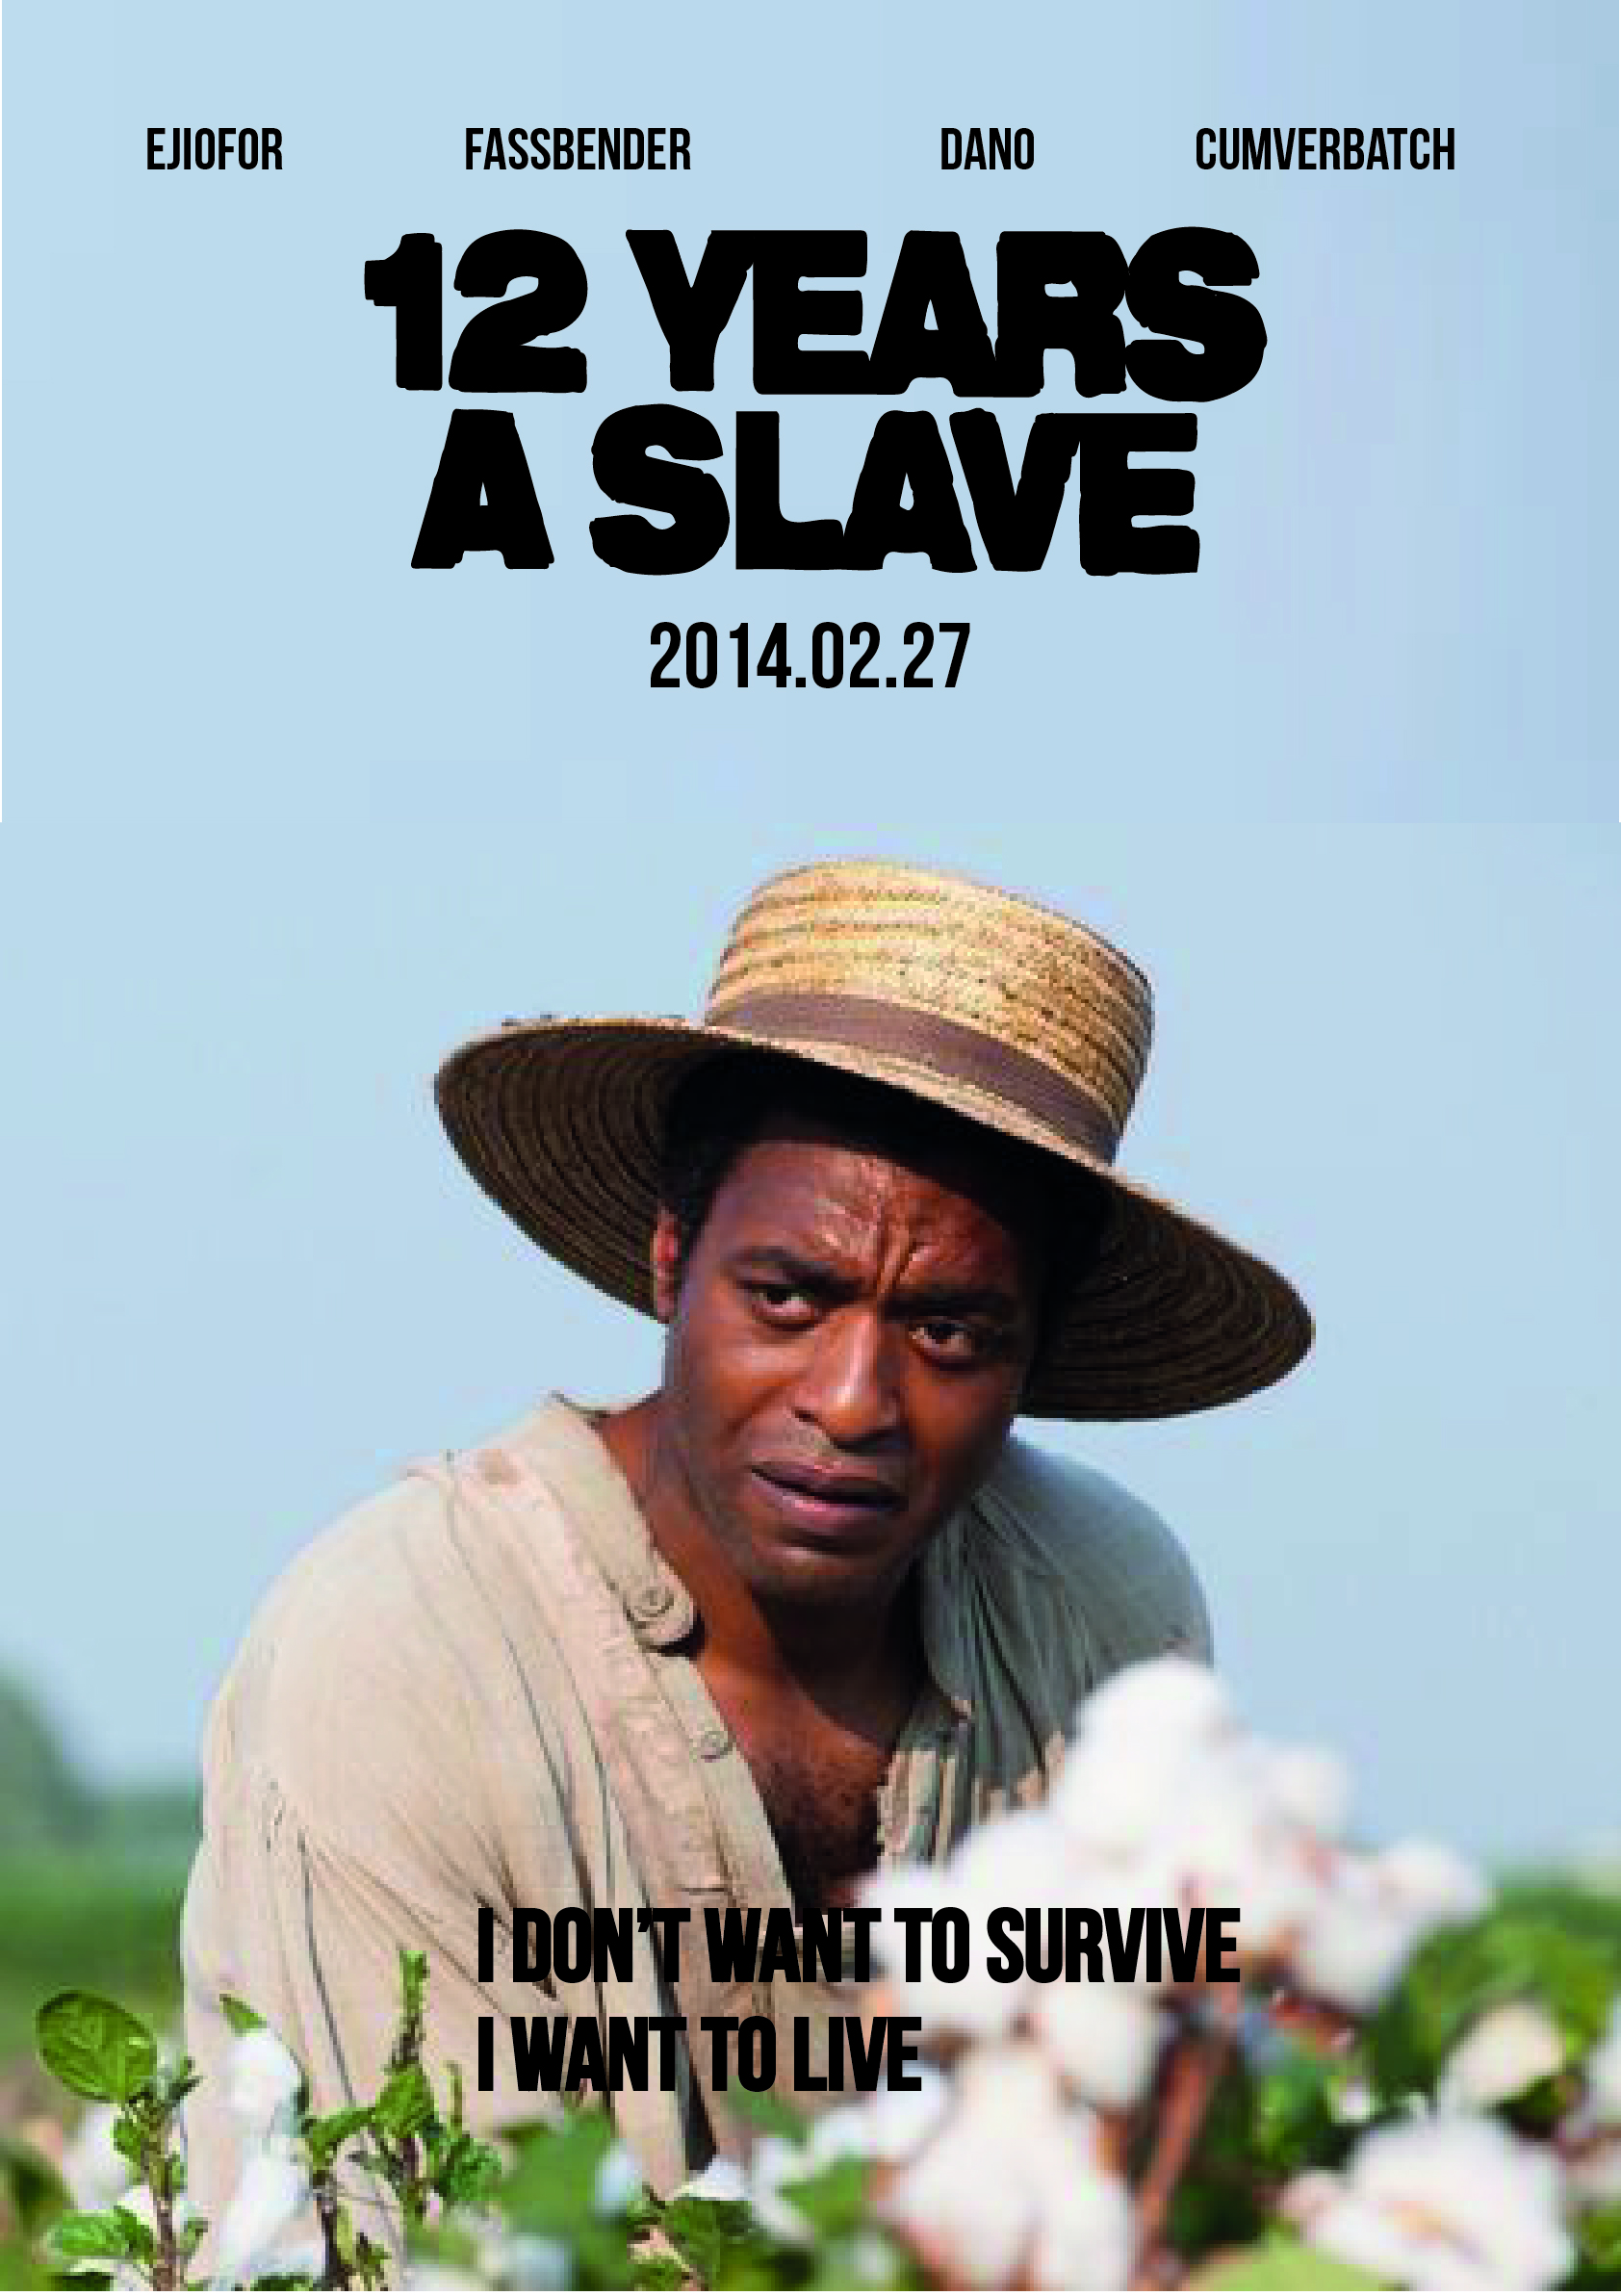 EJIOFOR FASSBENDER DANO CUMVERBATCH
12 YEARS
A SLAVE
2014.02.27
I DON'T WANT TO SURVIVE
I WANT TO LIVE